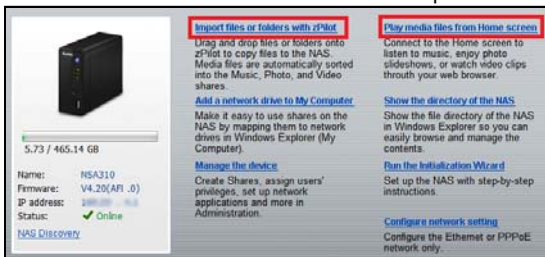 5.73 / 465.14 GB
Name: NSA310
Firmware: V4.20(AFI .0)
IP address:
Status: Online
NAS Discovery
Import files or folders with zPilot
Drag and drop files or folders onto
zPilot to copy files to the NAS.
Media files are automatically sorted
into the Music, Photo, and Video
shares.
Add a network drive to My Computer
Make it easy to use shares on the
NAS by mapping them to network
drives in Windows Explorer (My
Computer).
Manage the device
Create Shares, assign users'
privileges, set up network
applications and more in
Administration.
Play media files from Home screen
Connect to the Home screen to
listen to music, enjoy photo
slideshows, or watch video clips
throuth your web browser.
Show the directory of the NAS
Show the file directory of the NAS
in Windows Explorer so you can
easily browse and manage the
contents.
Run the Initialization Wizard
Set up the NAS with step-by-step
instructions.
Configure network setting
Configure the Ethernet or PPPoE
network only.